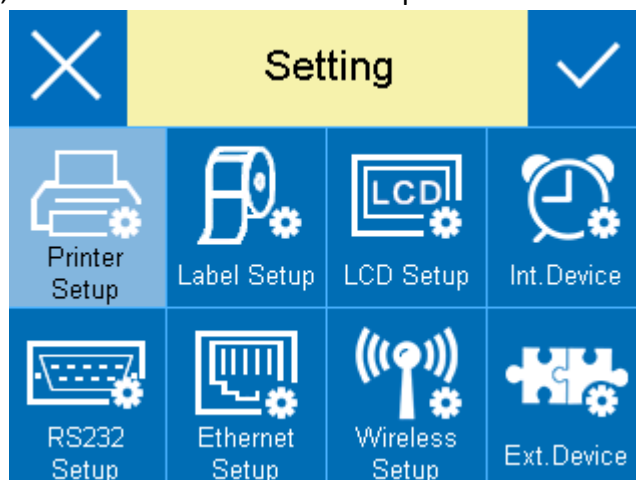 Setting
LCD
Printer
Setup
Label Setup
LCD Setup
Int.Device
RS232
Setup
Ethernet
Setup
Wireless
Setup
Ext.Device